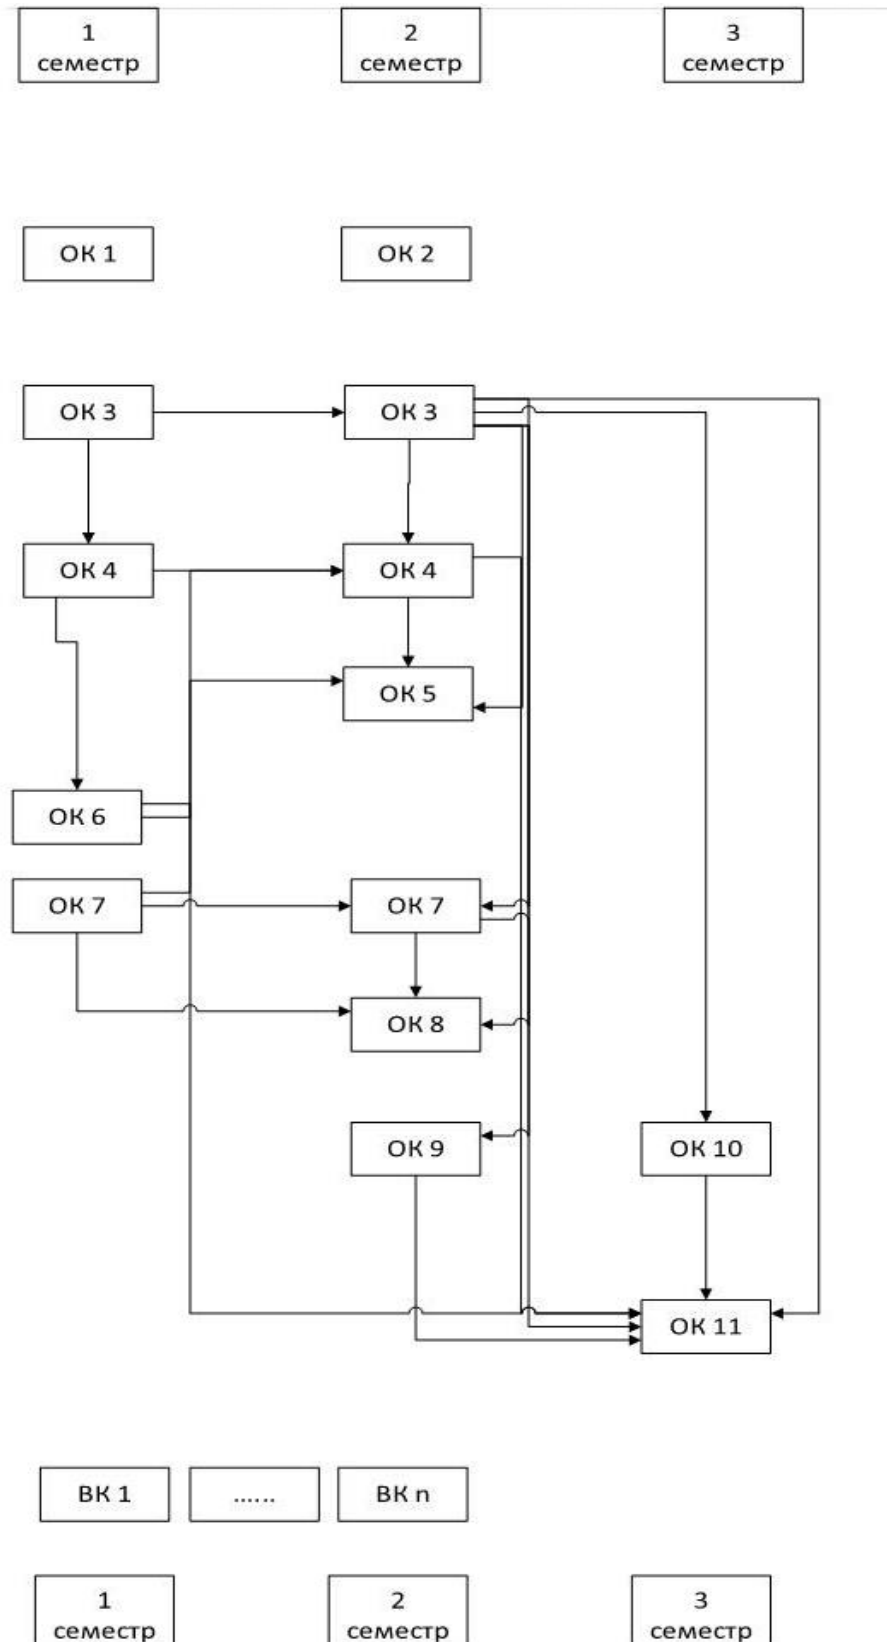 1
семестр
2
семестр
3
семестр
ОК 1
ОК 2
ОК 3
ОК 3
ОК 4
ОК 4
ОК 5
ОК 6
ОК 7
ОК 7
ОК 8
ОК 9
ОК 10
ОК 11
ВК 1
......
ВК n
1
семестр
2
семестр
3
семестр